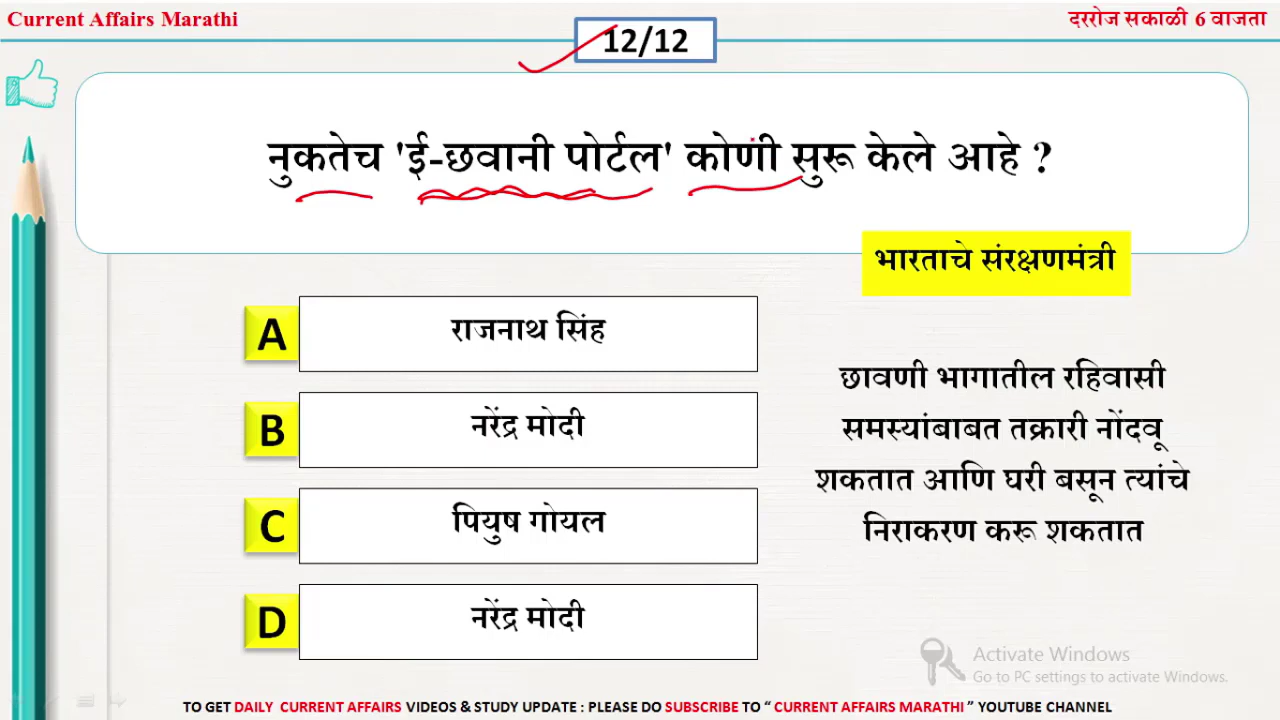 Current Affairs Marathi
दररोज सकाळी 6 वाजता
12/12
नुकतेच 'ई-छवानी पोर्टल' कोणी सुरू केले आहे ?
भारताचे संरक्षणमंत्री
A राजनाथ सिंह
B नरेंद्र मोदी
C पियुष गोयल
D नरेंद्र मोदी
छावणी भागातील रहिवासी
समस्यांबाबत तक्रारी नोंदवू
शकतात आणि घरी बसून त्यांचे
निराकरण करू शकतात
Activate Windows
Go to PC settings to activate Windows.
TO GET DAILY CURRENT AFFAIRS VIDEOS & STUDY UPDATE : PLEASE DO SUBSCRIBE TO “ CURRENT AFFAIRS MARATHI ” YOUTUBE CHANNEL